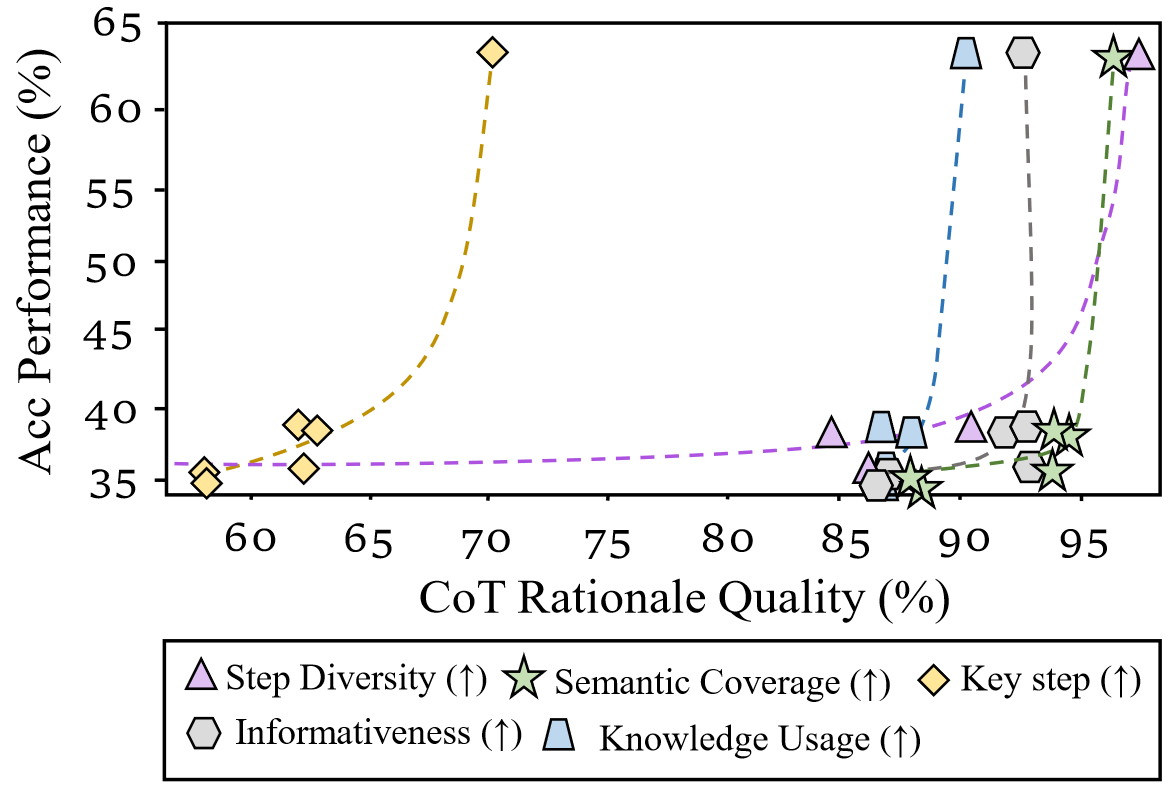 65
60
55
50
45
40
35
Acc Performance (%)
60 65 70 75 80 85 90 95
CoT Rationale Quality (%)
Step Diversity (↑) Semantic Coverage (↑) Key step (↑)
Informativeness (↑) Knowledge Usage (↑)